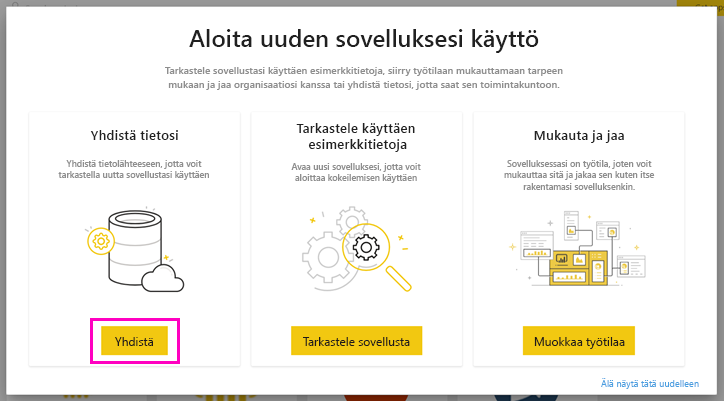 Aloita uuden sovelluksesi käyttö
Tarkastele sovellustasi käyttäen esimerkkitietoja, siirry työtilaan mukauttamaan tarpeen
mukaan ja jaa organisaatiosi kanssa tai yhdistä tietosi, jotta saat sen toimintakuntoon.
Yhdistä tietosi
Yhdistä tietolähteeseen, jotta voit
tarkastella uutta sovellustasi käyttäen
Yhdistä
Tarkastele käyttäen
esimerkkitietoja
Avaa uusi sovelluksesi, jotta voit
aloittaa kokeilemisen käyttäen
Tarkastele sovellusta
Mukauta ja jaa
Sovelluksessasi on työtila, joten voit
mukauttaa sitä ja jakaa sen kuten itse
rakentamasi sovelluksenkin.
Muokkaa työtilaa
Älä näytä tätä uudelleen